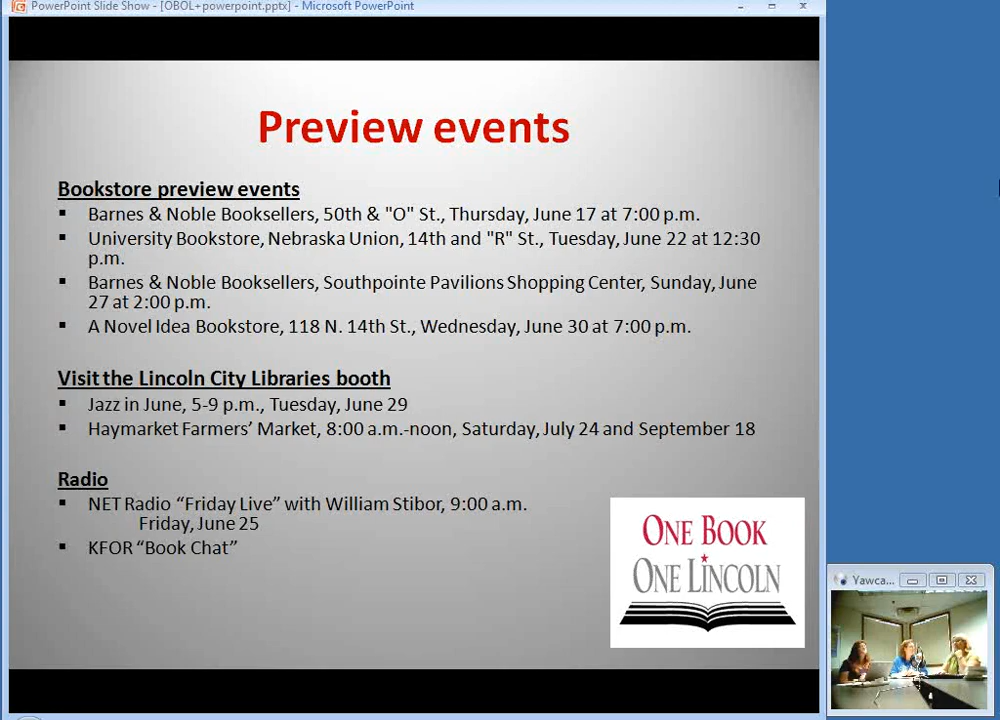 PowerPoint Slide Show - [OBOL+powerpoint.pptx] - Microsoft PowerPoint
Preview events
Bookstore preview events
▪ Barnes & Noble Booksellers, 50th & "O" St., Thursday, June 17 at 7:00 p.m.
▪ University Bookstore, Nebraska Union, 14th and "R" St., Tuesday, June 22 at 12:30
p.m.
▪ Barnes & Noble Booksellers, Southpointe Pavilions Shopping Center, Sunday, June
27 at 2:00 p.m.
▪ A Novel Idea Bookstore, 118 N. 14th St., Wednesday, June 30 at 7:00 p.m.
Visit the Lincoln City Libraries booth
▪ Jazz in June, 5-9 p.m., Tuesday, June 29
▪ Haymarket Farmers’ Market, 8:00 a.m.-noon, Saturday, July 24 and September 18
Radio
▪ NET Radio “Friday Live” with William Stibor, 9:00 a.m.
Friday, June 25
▪ KFOR “Book Chat”
ONE BOOK
ONE LINCOLN
Yawca...